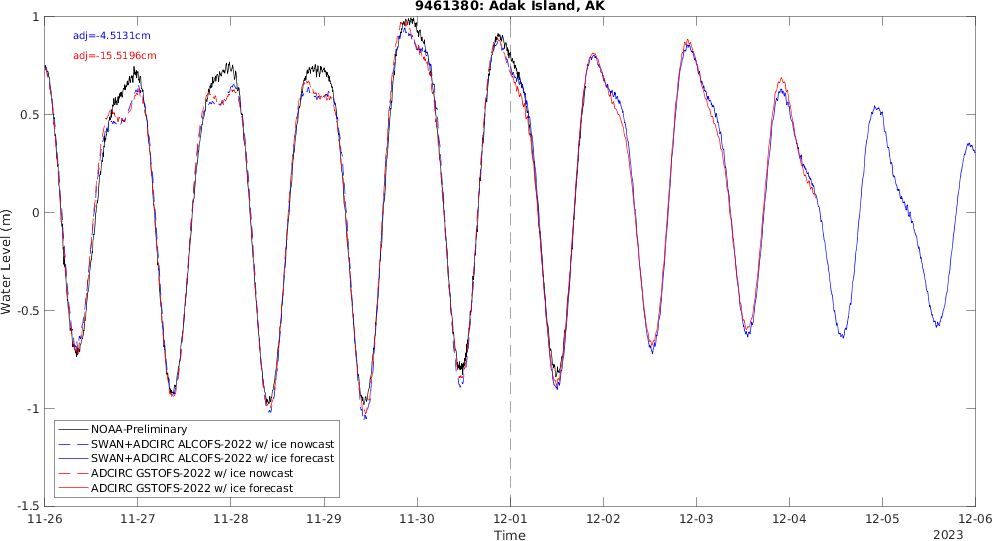 9461380: Adak Island, AK
adj=-4.5131cm
adj=-15.5196cm
1
0.5
0
-0.5
-1
-1.5
Water Level (m)
NOAA-Preliminary
SWAN+ADCIRC ALCOFS-2022 w/ ice nowcast
SWAN+ADCIRC ALCOFS-2022 w/ ice forecast
ADCIRC GSTOFS-2022 w/ ice nowcast
ADCIRC GSTOFS-2022 w/ ice forecast
11-26 11-27 11-28 11-29 11-30 12-01 12-02 12-03 12-04 12-05 12-06
Time
2023